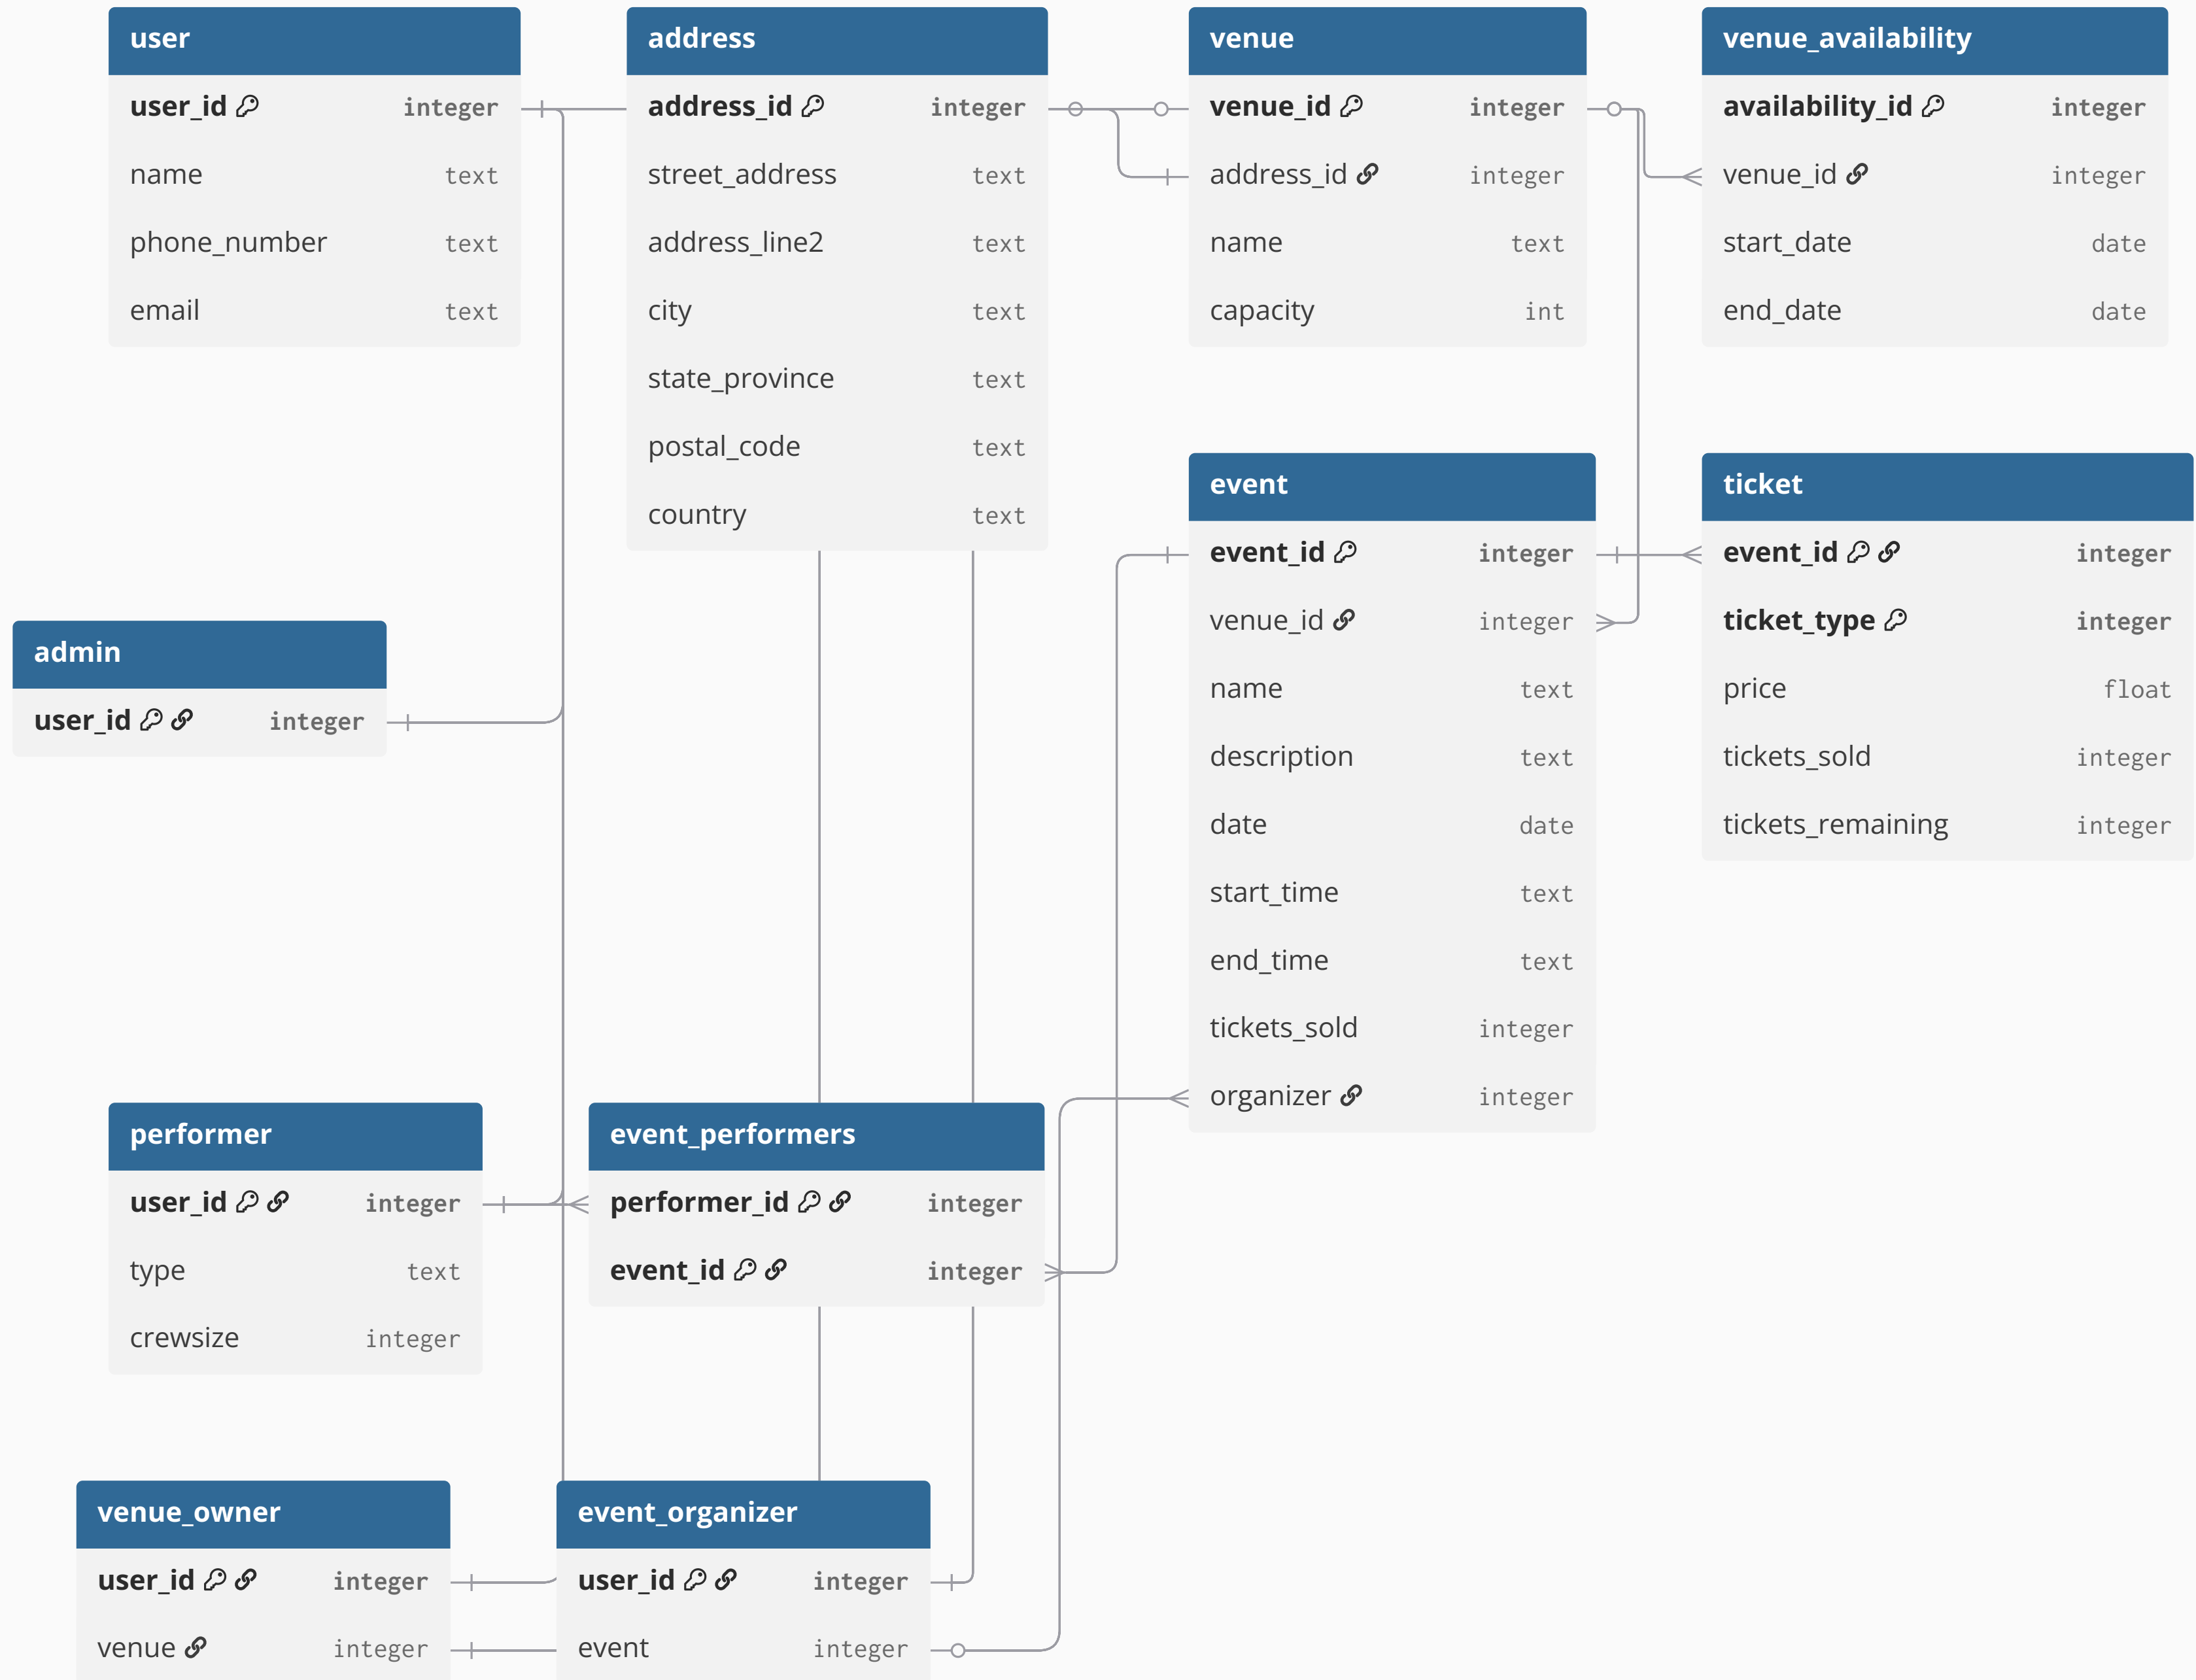 user
user_id integer
name text
phone_number text
email text
address
address_id integer
street_address text
address_line2 text
city text
state_province text
postal_code text
country text
venue
venue_id integer
address_id integer
name text
capacity int
venue_availability
availability_id integer
venue_id integer
start_date date
end_date date
event
event_id integer
venue_id integer
name text
description text
date date
start_time text
end_time text
tickets_sold integer
organizer integer
ticket
event_id integer
ticket_type integer
price float
tickets_sold integer
tickets_remaining integer
admin
user_id integer
performer
user_id integer
type text
crewsize integer
event_performers
performer_id integer
event_id integer
venue_owner
user_id integer
venue integer
event_organizer
user_id integer
event integer